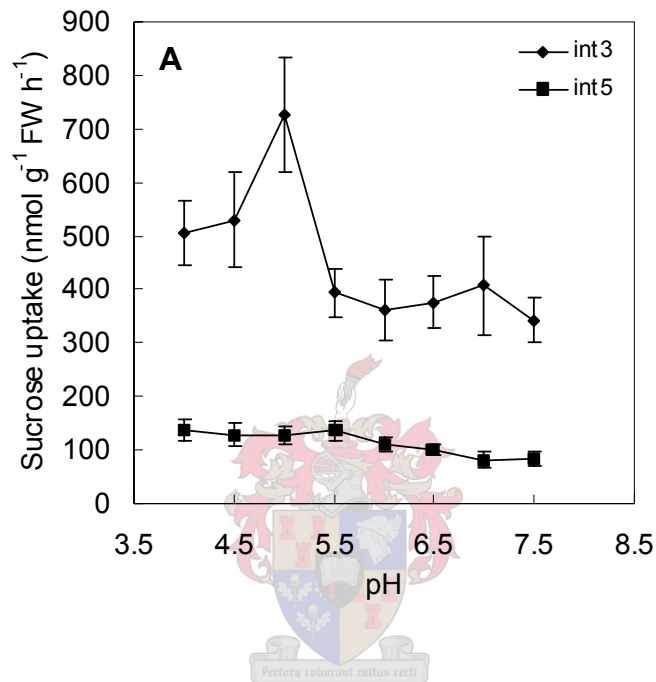 A
int3
int5
Sucrose uptake (nmol g⁻¹ FW h⁻¹)
900
800
700
600
500
400
300
200
100
0
3.5 4.5 5.5 6.5 7.5 8.5
pH
Pectora roborant cultus recti